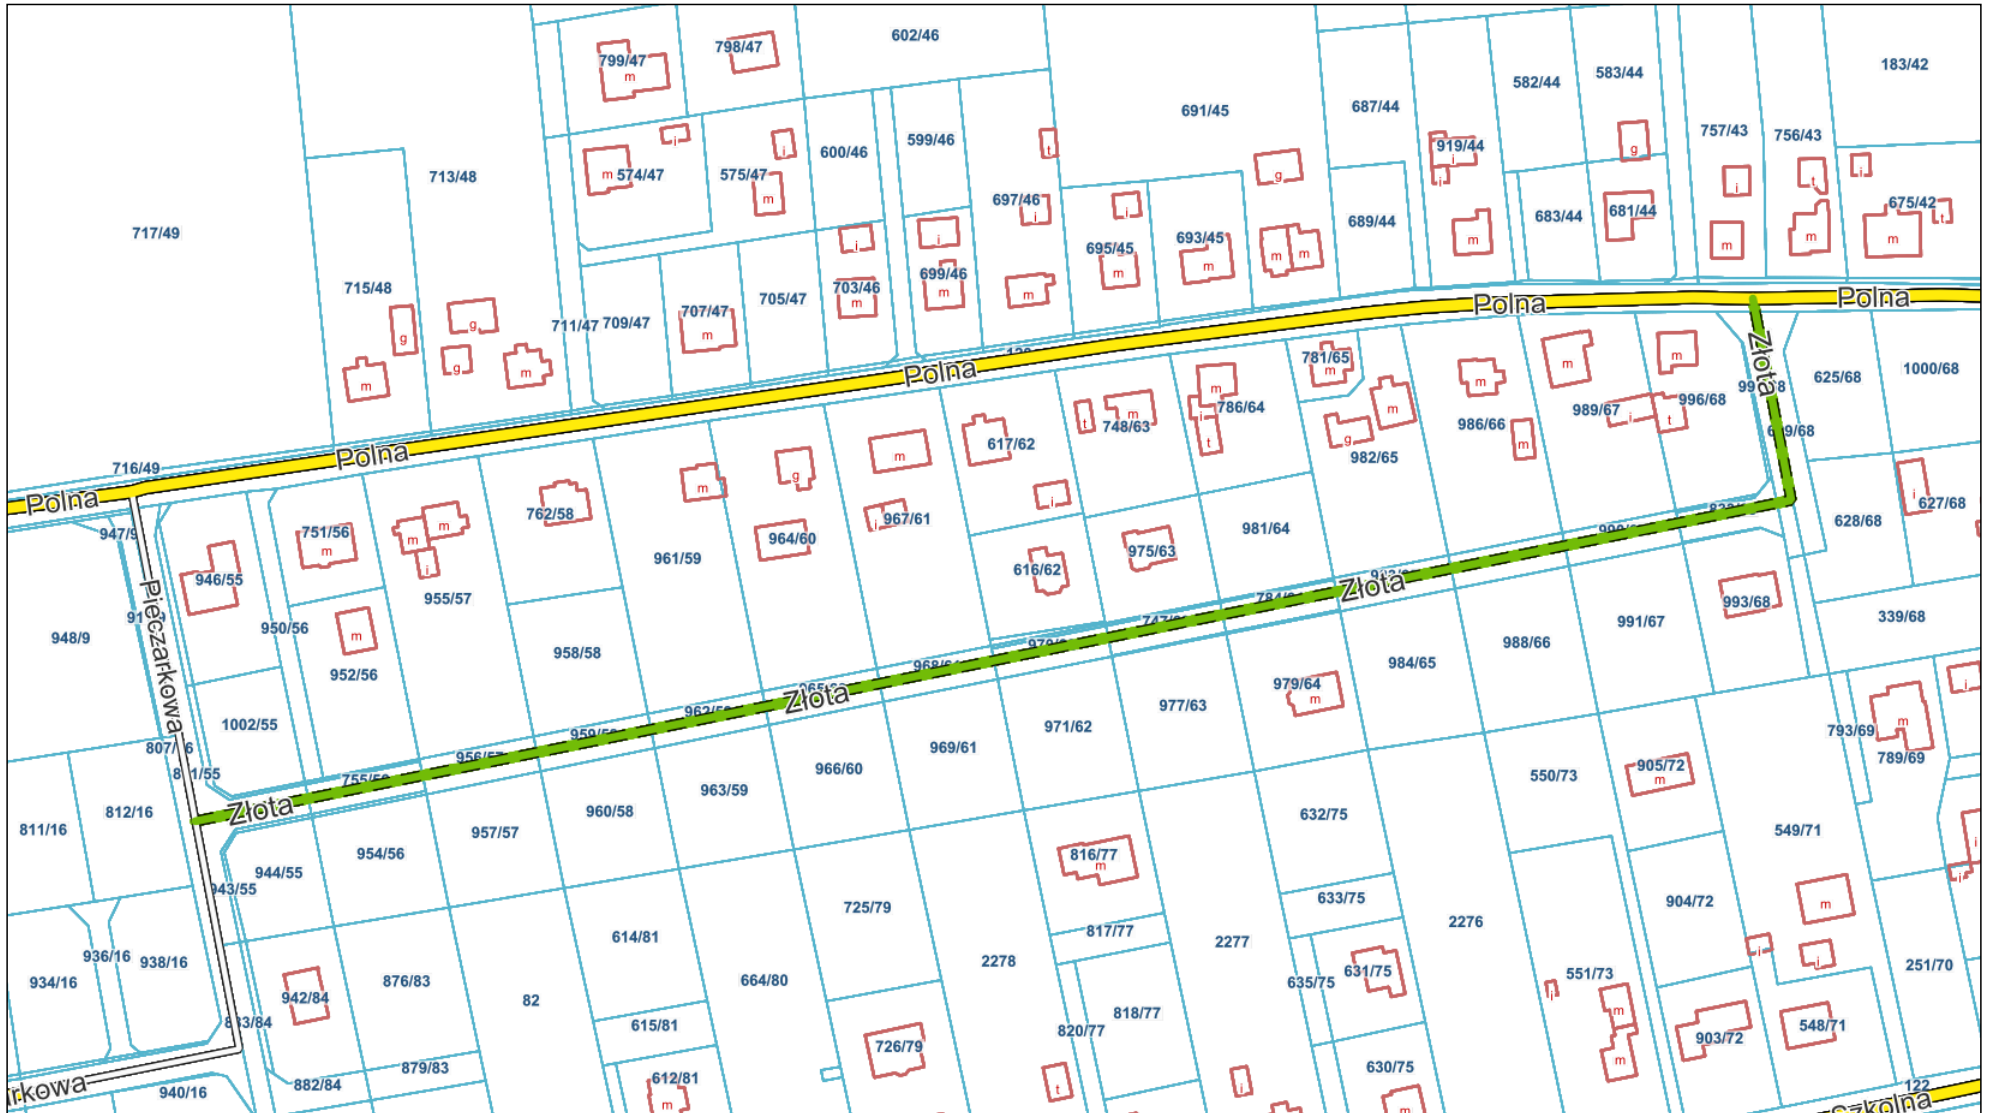 602/46
798/47
799/47
m
183/42
583/44
582/44
687/44
691/45
757/43
756/43
i
i
t
599/46
600/46
919/44
i
i
g
g
713/48
m 574/47
575/47
m
697/46
i
i
t
i
675/42
t
717/49
i
i
695/45
m
693/45
m
m
m
689/44
m
683/44
681/44
m
m
m
699/46
m
m
703/46
m
715/48
g
g
g
m
m
711/47
709/47
707/47
m
705/47
Polna
Polna
Polna
Polna
Polna
Polna
Złota
781/65
m
m
m
m
625/68
1000/68
996/68
t
989/67
i
986/66
m
786/64
m
i
t
748/63
m
t
m
g
982/65
617/62
m
i
716/49
m
g
967/61
i
964/60
762/58
751/56
m
m
m
i
946/55
961/59
616/62
975/63
981/64
628/68
627/68
i
993/68
339/68
Pieczarkowa
948/9
950/56
952/56
m
955/57
958/58
Złota
Złota
Złota
1002/55
991/67
988/66
984/65
979/64
m
977/63
971/62
969/61
966/60
963/59
960/58
957/57
954/56
944/55
943/55
811/16
812/16
793/69
789/69
m
i
905/72
m
550/73
549/71
632/75
816/77
m
904/72
m
i
i
i
i
633/75
2276
2277
817/77
725/79
614/81
664/80
2278
82
876/83
942/84
938/16
936/16
934/16
631/75
635/75
551/73
i
m
m
251/70
548/71
903/72
818/77
820/77
615/81
726/79
t
i
630/75
m
612/81
m
879/83
882/84
940/16
rkowa
122
Szkolna